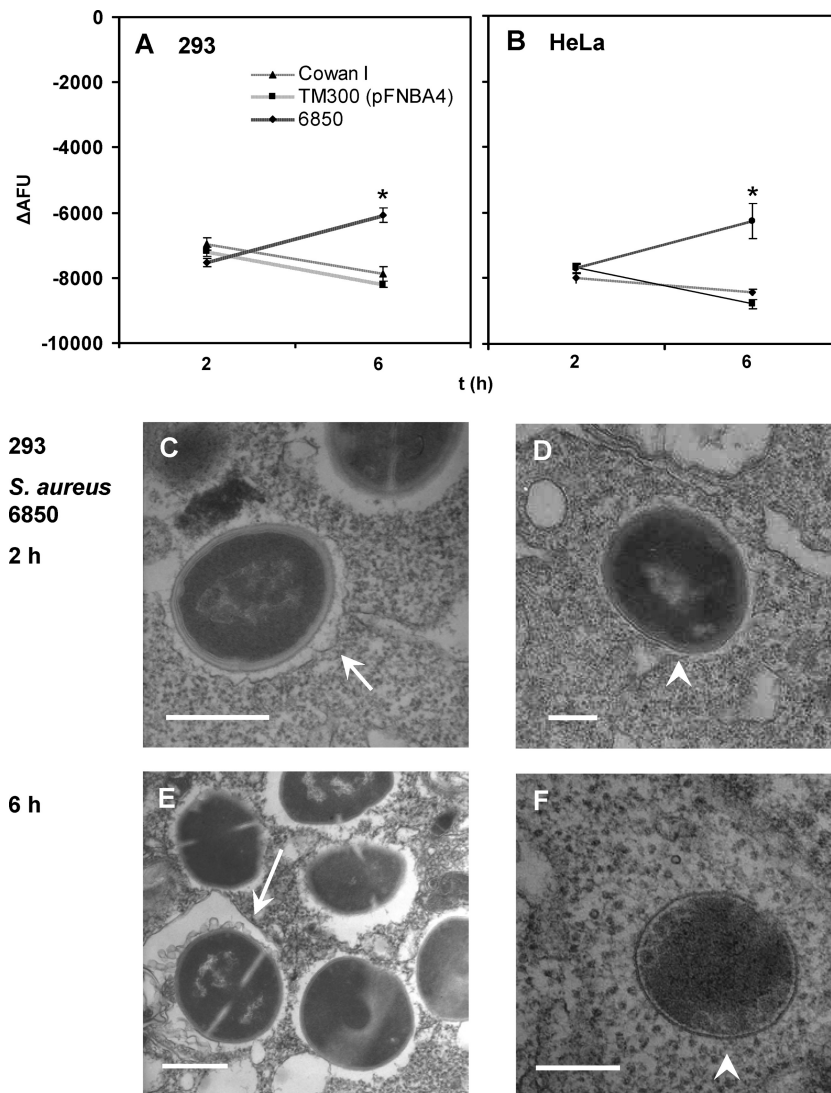 A 293
B HeLa
Cowan I
TM300 (pFNBA4)
6850
0
-2000
-4000
-6000
-8000
-10000
ΔAFU
*
*
2
6
2
6
t (h)
293
S. aureus
6850
2 h
C
D
6 h
E
F